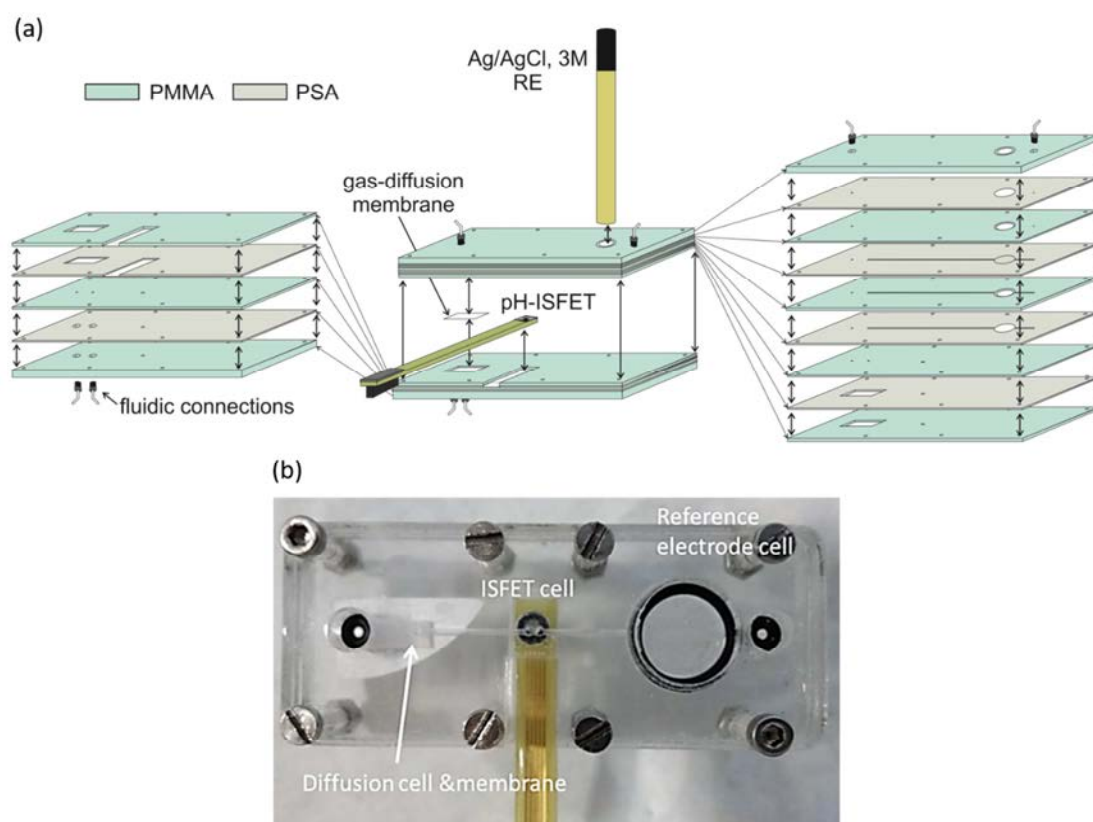 (a)
PMMA
PSA
Ag/AgCl, 3M
RE
gas-diffusion
membrane
pH-ISFET
fluidic connections
(b)
Reference
electrode cell
ISFET cell
Diffusion cell &membrane